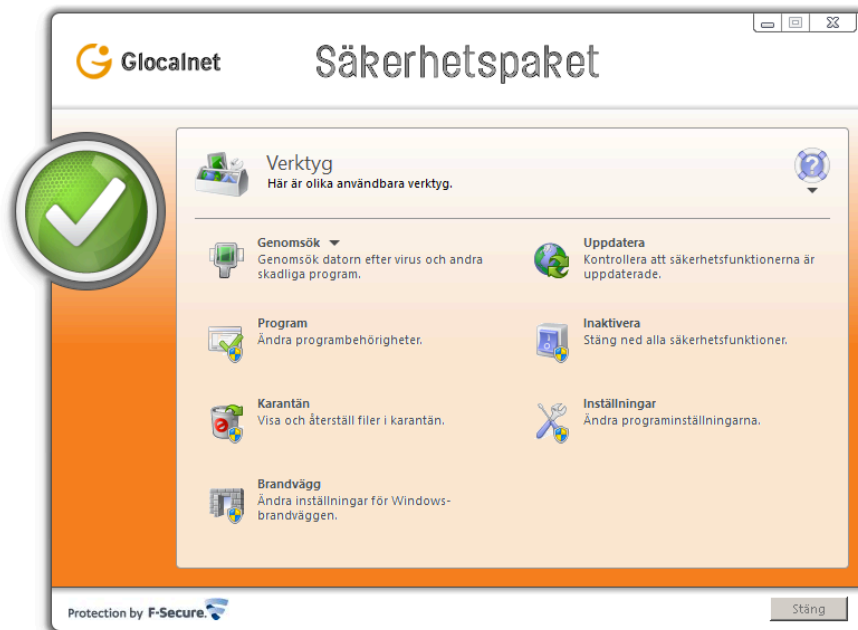 Glocalnet
Säkerhetspaket
Verktyg
Här är olika användbara verktyg.
Genomsök
Genomsök datorn efter virus och andra
skadliga program.
Uppdatera
Kontrollera att säkerhetsfunktionerna är
uppdaterade.
Program
Ändra programbehörigheter.
Inaktivera
Stäng ned alla säkerhetsfunktioner.
Karantän
Visa och återställ filer i karantän.
Inställningar
Ändra programinställningarna.
Brandvägg
Ändra inställningar för Windows-
brandväggen.
Protection by F-Secure.
Stäng